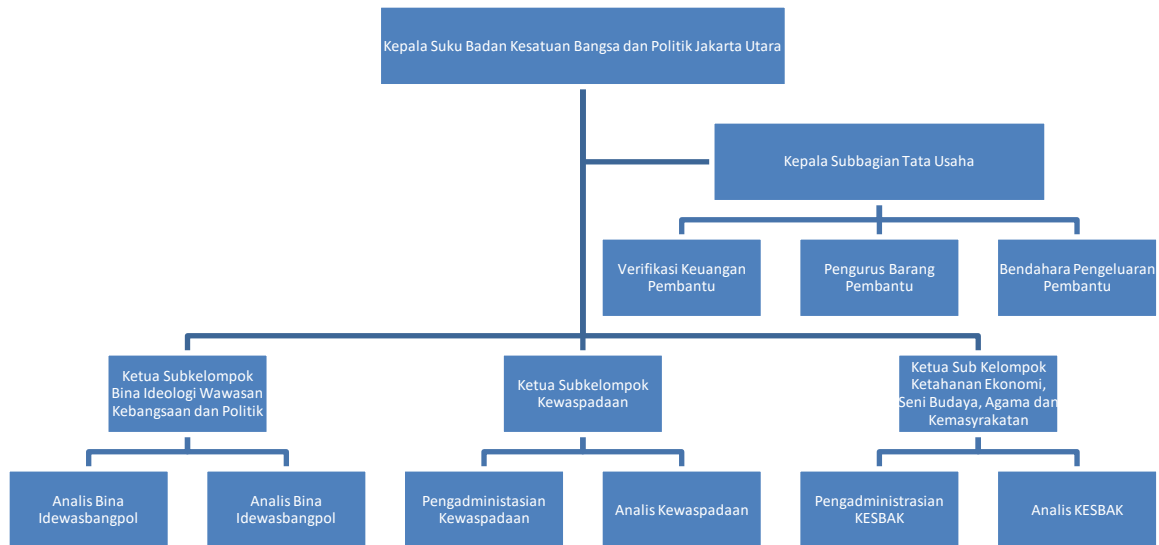 Kepala Suku Badan Kesatuan Bangsa dan Politik Jakarta Utara
Kepala Subbagian Tata Usaha
Verifikasi Keuangan
Pembantu
Pengurus Barang
Pembantu
Bendahara Pengeluaran
Pembantu
Ketua Subkelompok
Bina Ideologi Wawasan
Kebangsaan dan Politik
Ketua Subkelompok
Kewaspadaan
Ketua Sub Kelompok
Ketahanan Ekonomi,
Seni Budaya, Agama dan
Kemasyrakatan
Analis Bina
Idewasbangpol
Analis Bina
Idewasbangpol
Pengadministasian
Kewaspadaan
Analis Kewaspadaan
Pengadministrasian
KESBAK
Analis KESBAK